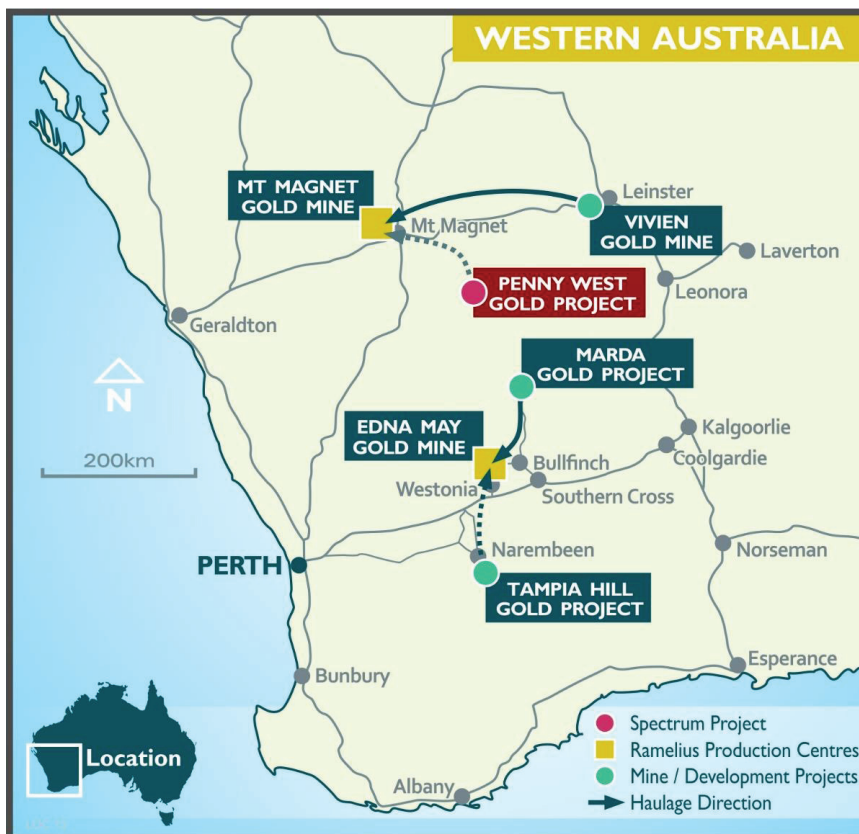 WESTERN AUSTRALIA
MT MAGNET
GOLD MINE
Leinster
Mt Magnet
VIVIEN
GOLD MINE
Laverton
PENNY WEST
GOLD PROJECT
Leonora
Geraldton
MARDA
GOLD PROJECT
N
EDNA MAY
GOLD MINE
Kalgoorlie
200km
Bullfinch
Coolgardie
Westonia
Southern Cross
Narembeen
Norseman
PERTH
TAMPIA HILL
GOLD PROJECT
Esperance
Bunbury
Location
Spectrum Project
Ramelius Production Centres
Mine / Development Projects
Albany
Haulage Direction